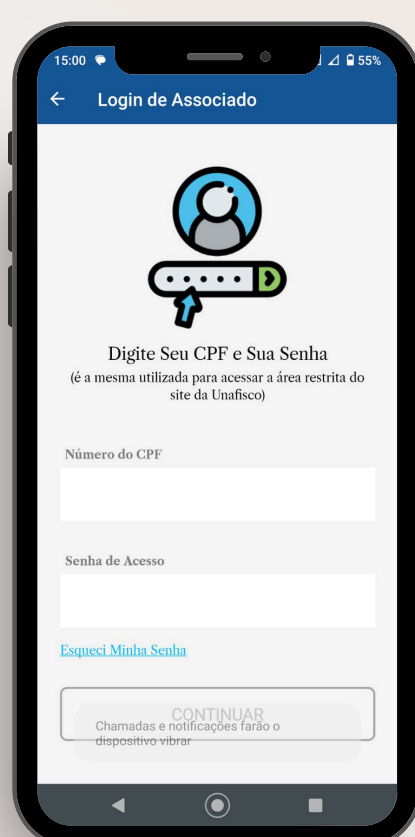 15:00 55%
Login de Associado
Digite Seu CPF e Sua Senha
(é a mesma utilizada para acessar a área restrita do
site da Unafisco)
Número do CPF
Senha de Acesso
Esqueci Minha Senha
CONTINUAR
Chamadas e notificações farão o
dispositivo vibrar